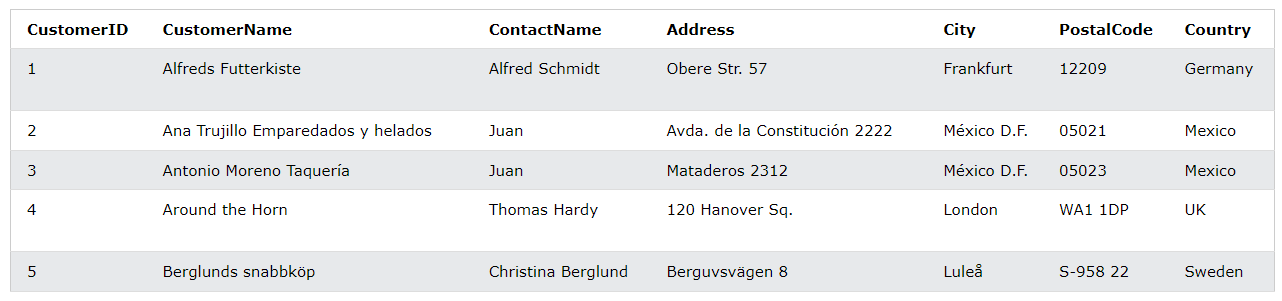 CustomerID CustomerName ContactName Address City PostalCode Country
1 Alfreds Futterkiste Alfred Schmidt Obere Str. 57 Frankfurt 12209 Germany
2 Ana Trujillo Emparedados y helados Juan Avda. de la Constitución 2222 México D.F. 05021 Mexico
3 Antonio Moreno Taquería Juan Mataderos 2312 México D.F. 05023 Mexico
4 Around the Horn Thomas Hardy 120 Hanover Sq. London WA1 1DP UK
5 Berglunds snabbköp Christina Berglund Berguvsvägen 8 Luleå S-958 22 Sweden